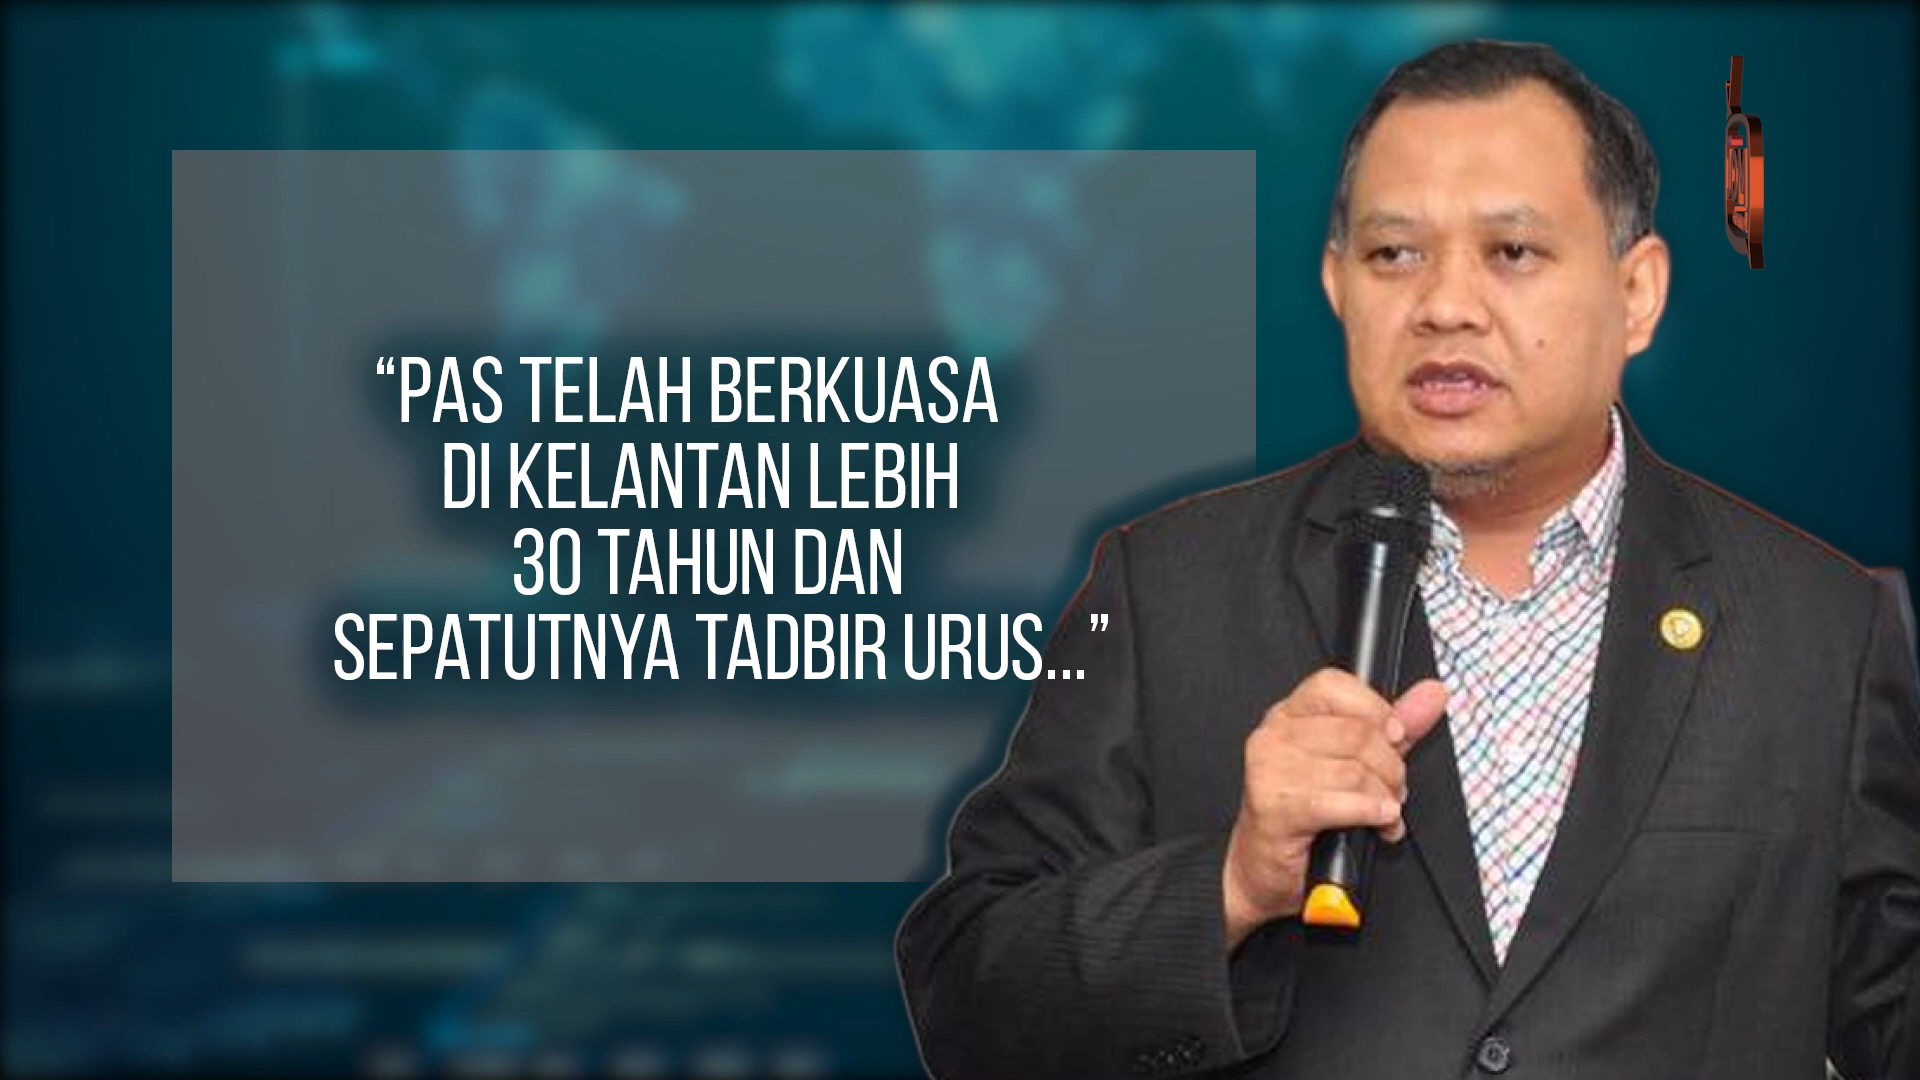 “PAS TELAH BERKUASA
DI KELANTAN LEBIH
30 TAHUN DAN
SEPATUTNYA TADBIR URUS...”